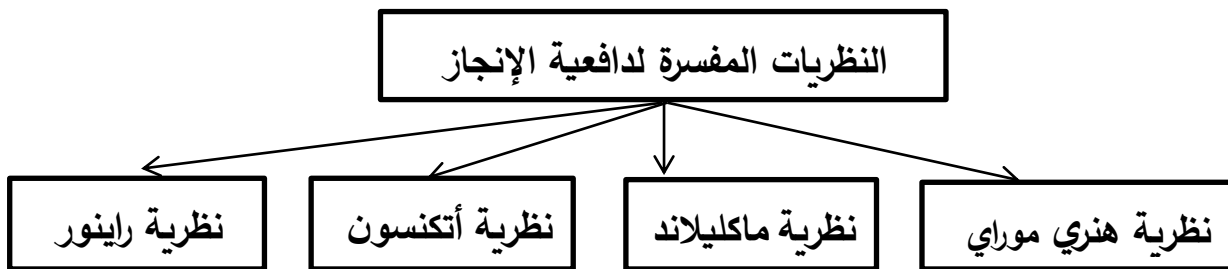 النظريات المفسرة لدافعية الإنجاز
نظرية هنري موراي
نظرية ماكليلاند
نظرية أتكنسون
نظرية راينور